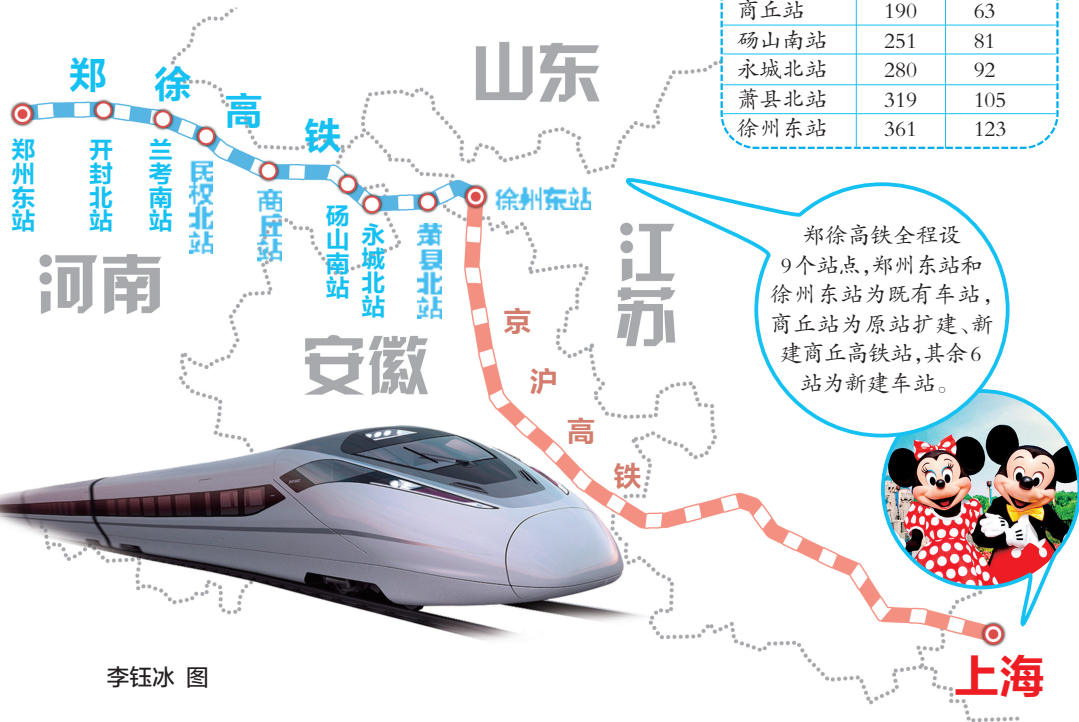 商丘站 190 63
砀山南站 251 81
永城北站 280 92
萧县北站 319 105
徐州东站 361 123
山东
郑徐高铁
郑州东站
开封北站
兰考南站
民权北站
商丘站
砀山南站
永城北站
萧县北站
徐州东站
河南
安徽
江苏
郑徐高铁全程设
9个站点,郑州东站和
徐州东站为既有车站,
商丘站为原站扩建、新
建商丘高铁站,其余6
站为新建车站。
京沪高铁
上海
李钰冰 图